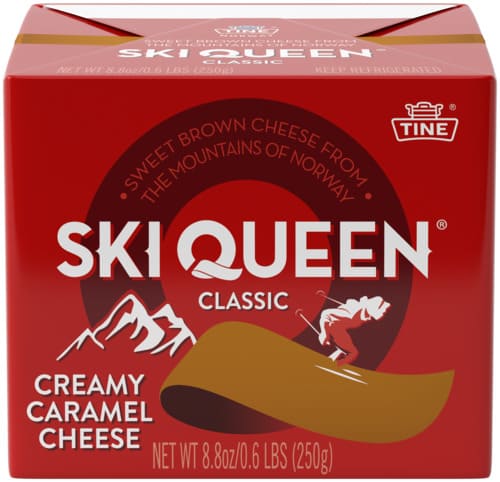 TINE
NORWAY
SWEET BROWN CHEESE FROM
THE MOUNTAINS OF NORWAY
SKI QUEEN
CLASSIC
NET WT 8.8oz/0.6 LBS (250g)
KEEP REFRIGERATED
TINE®
• SWEET BROWN CHEESE FROM •
THE MOUNTAINS OF NORWAY
SKI QUEEN®
CLASSIC
CREAMY
CARAMEL
CHEESE
NET WT 8.8oz/0.6 LBS (250g)